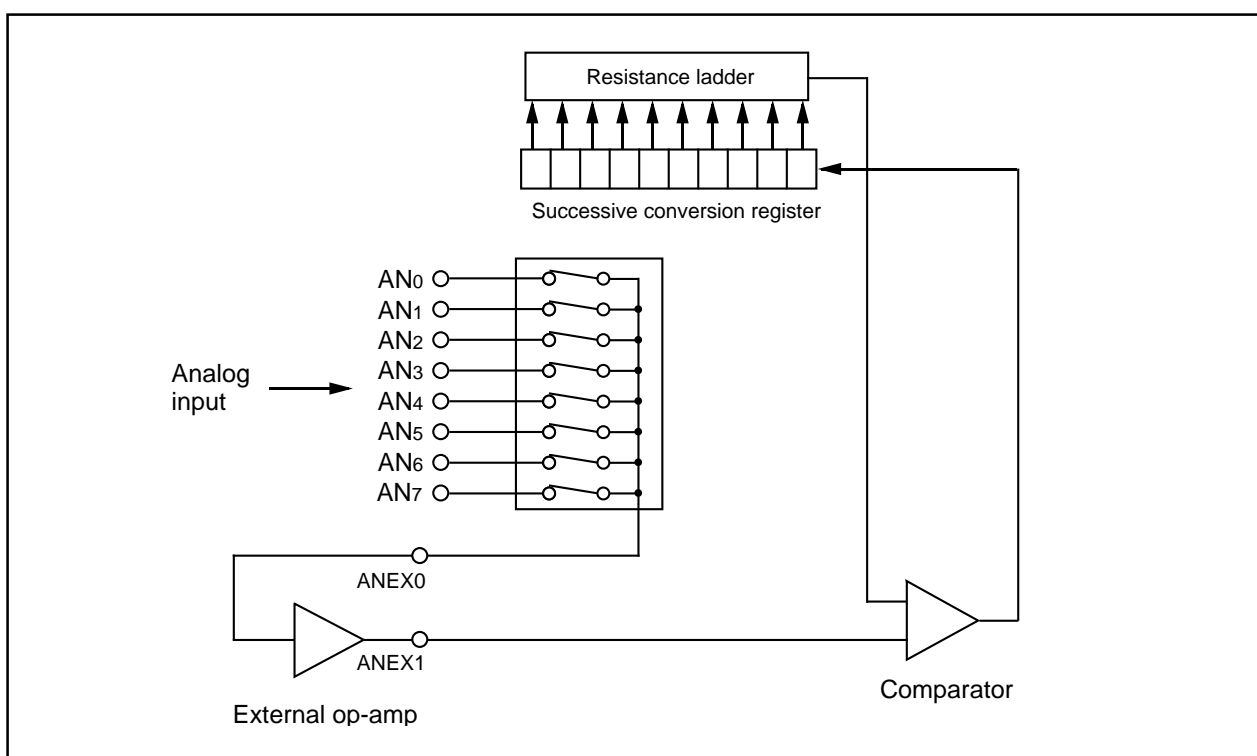 Resistance ladder
Successive conversion register
AN0
AN1
AN2
AN3
AN4
AN5
AN6
AN7
Analog
input
ANEX0
ANEX1
External op-amp
Comparator